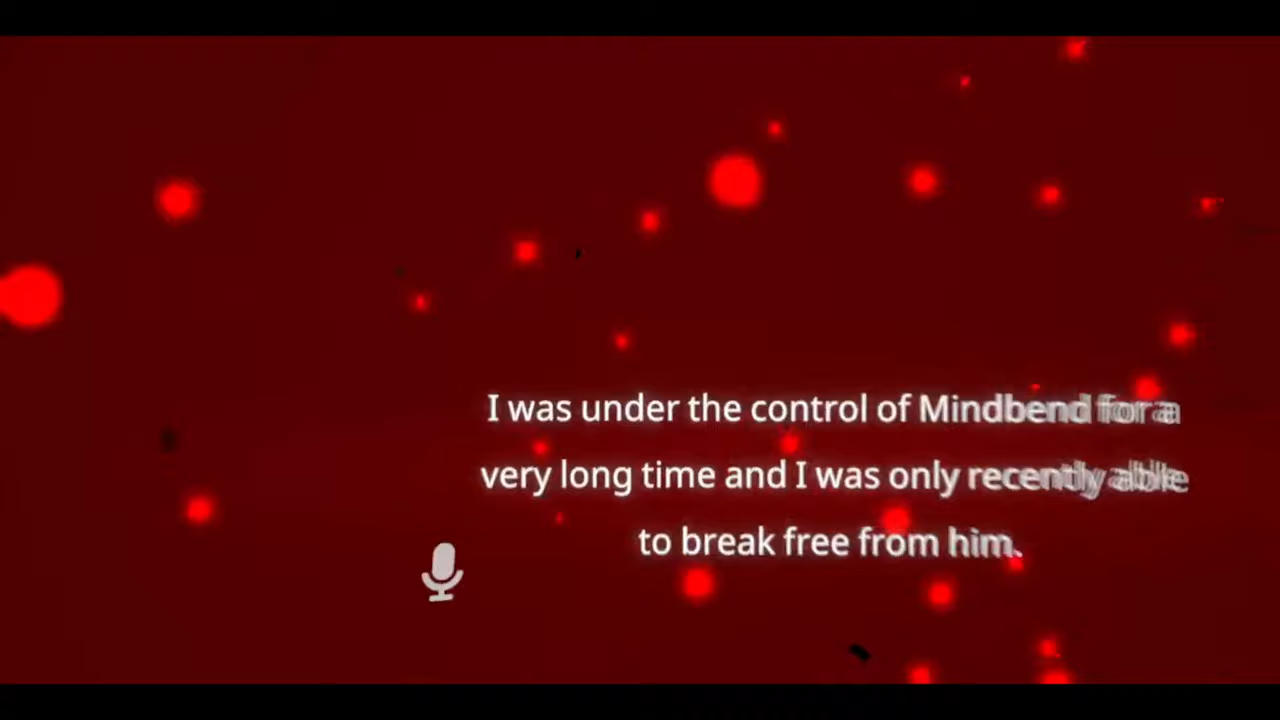 I was under the control of Mindbend for a
very long time and I was only recently able
to break free from him.